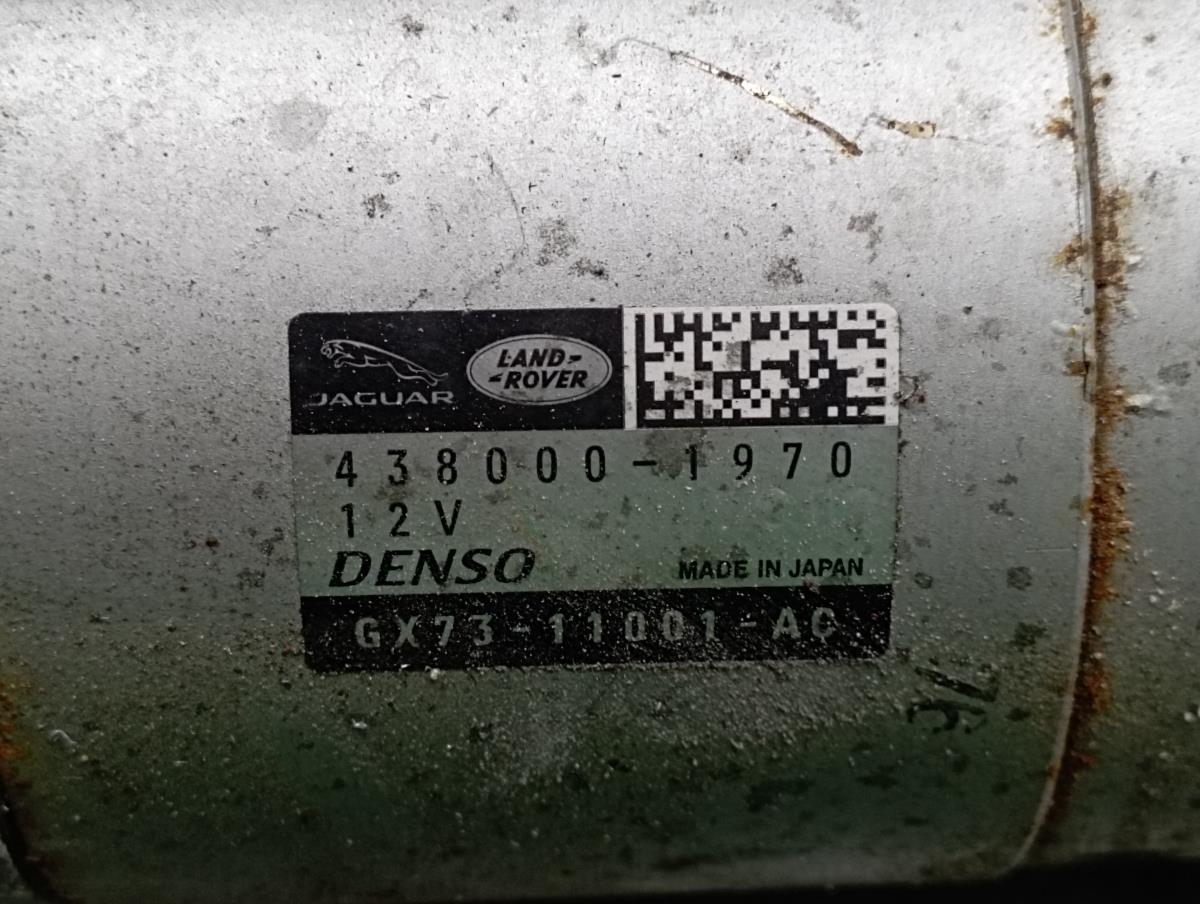 JAGUAR
LAND-
-ROVER
438000-1970
12V
DENSO
MADE IN JAPAN
GX73-11001-AC